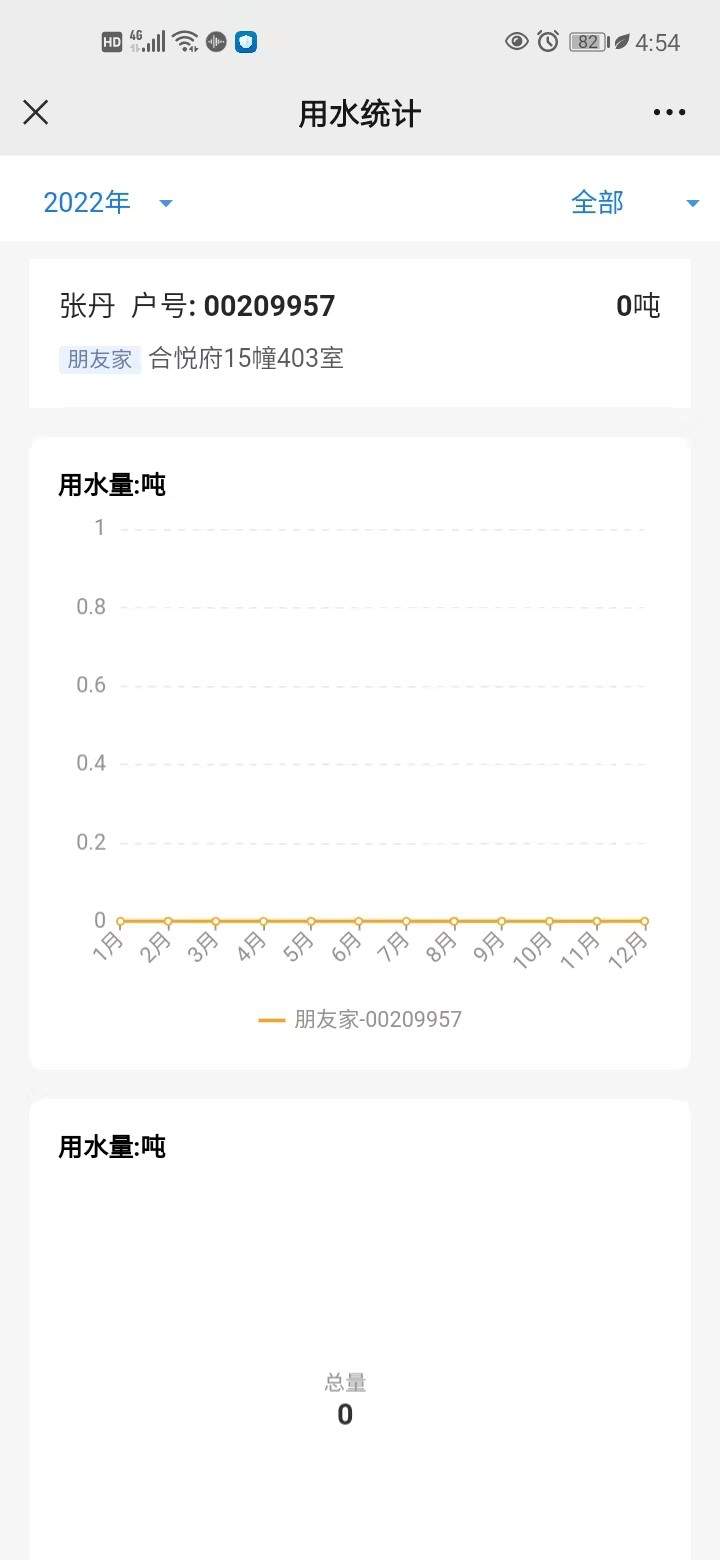 HD 4G 82 4:54
用水统计
2022年 全部
张丹 户号: 00209957 0吨
朋友家 合悦府15幢403室
用水量:吨
1
0.8
0.6
0.4
0.2
0
1月 2月 3月 4月 5月 6月 7月 8月 9月 10月 11月 12月
朋友家-00209957
用水量:吨
总量
0